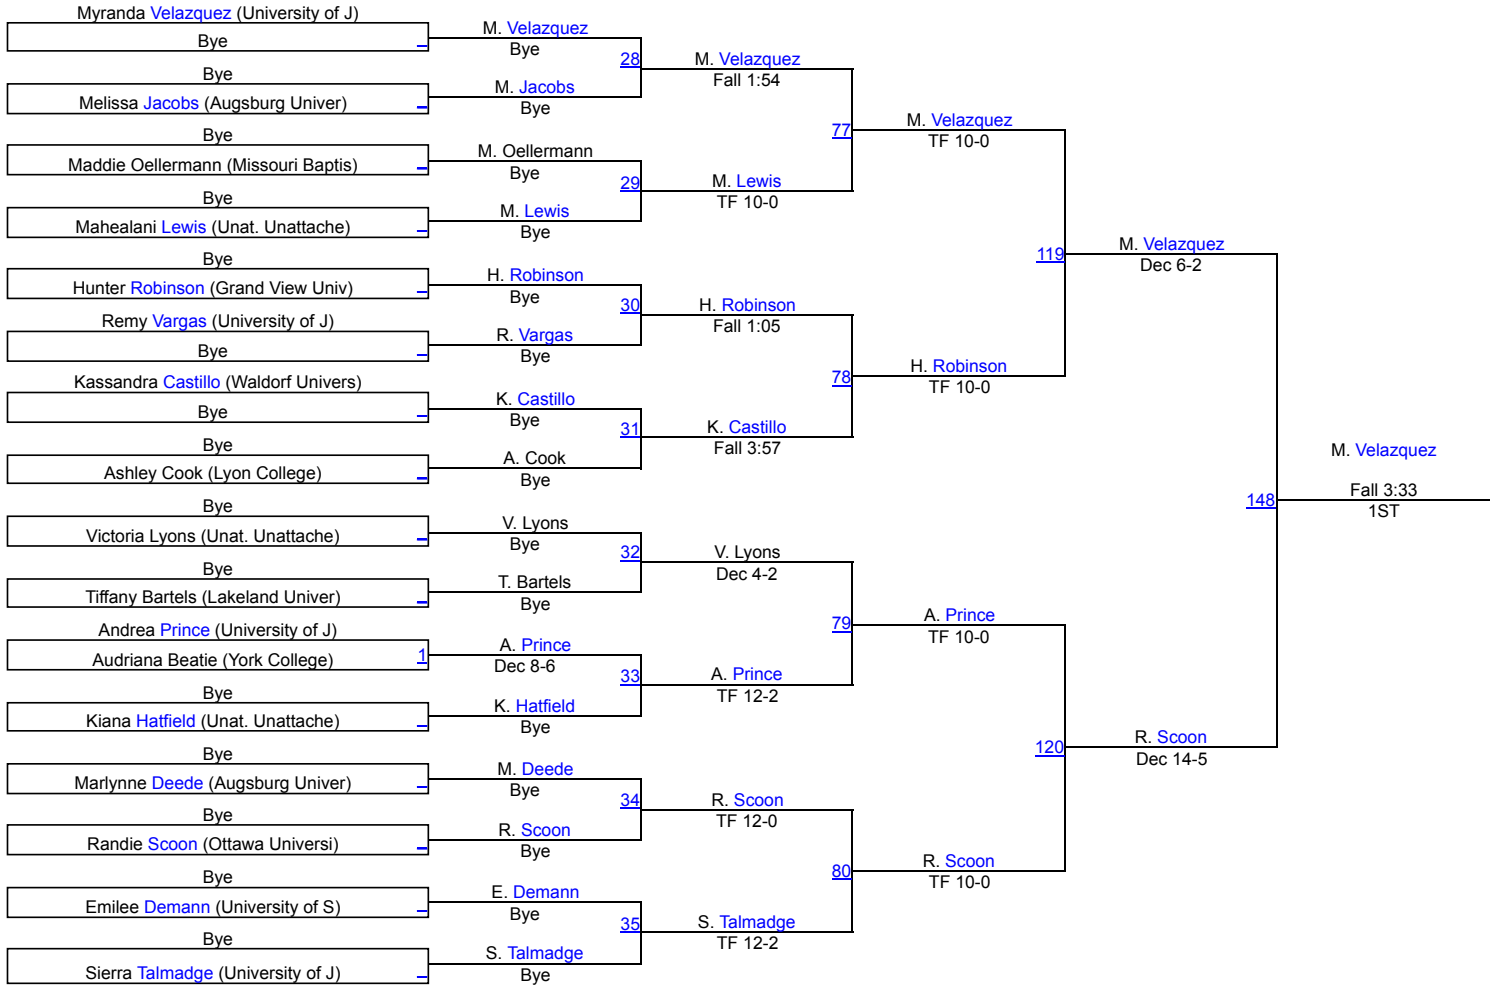 Myranda Velazquez (University of J)
Bye
Bye
Melissa Jacobs (Augsburg Univer)
Bye
Maddie Oellermann (Missouri Baptis)
Bye
Mahealani Lewis (Unat. Unattache)
Bye
Hunter Robinson (Grand View Univ)
Remy Vargas (University of J)
Bye
Kassandra Castillo (Waldorf Univers)
Bye
Bye
Ashley Cook (Lyon College)
Bye
Victoria Lyons (Unat. Unattache)
Bye
Tiffany Bartels (Lakeland Univer)
Andrea Prince (University of J)
Audriana Beatie (York College) 1
Bye
Kiana Hatfield (Unat. Unattache)
Bye
Marlynne Deede (Augsburg Univer)
Bye
Randie Scoon (Ottawa Universi)
Bye
Emilee Demann (University of S)
Bye
Sierra Talmadge (University of J)
M. Velazquez
Bye
28
M. Jacobs
Bye
M. Oellermann
Bye
29
M. Lewis
Bye
H. Robinson
Bye
30
R. Vargas
Bye
K. Castillo
Bye
31
A. Cook
Bye
V. Lyons
Bye
32
T. Bartels
Bye
A. Prince
Dec 8-6
33
K. Hatfield
Bye
M. Deede
Bye
34
R. Scoon
Bye
E. Demann
Bye
35
S. Talmadge
Bye
M. Velazquez
Fall 1:54
77
M. Lewis
TF 10-0
H. Robinson
Fall 1:05
78
K. Castillo
Fall 3:57
V. Lyons
Dec 4-2
79
A. Prince
TF 12-2
R. Scoon
TF 12-0
80
S. Talmadge
TF 12-2
M. Velazquez
TF 10-0
119
H. Robinson
TF 10-0
A. Prince
TF 10-0
120
R. Scoon
TF 10-0
M. Velazquez
Dec 6-2
148
R. Scoon
Dec 14-5
M. Velazquez
Fall 3:33
1ST